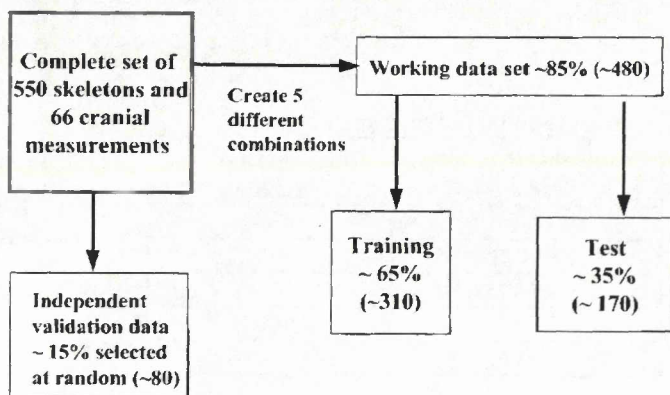 Complete set of
550 skeletons and
66 cranial
measurements
Working data set ~85% (~480)
Create 5
different
combinations
Training
~ 65%
(~310)
Test
~ 35%
(~ 170)
Independent
validation data
~ 15% selected
at random (~80)